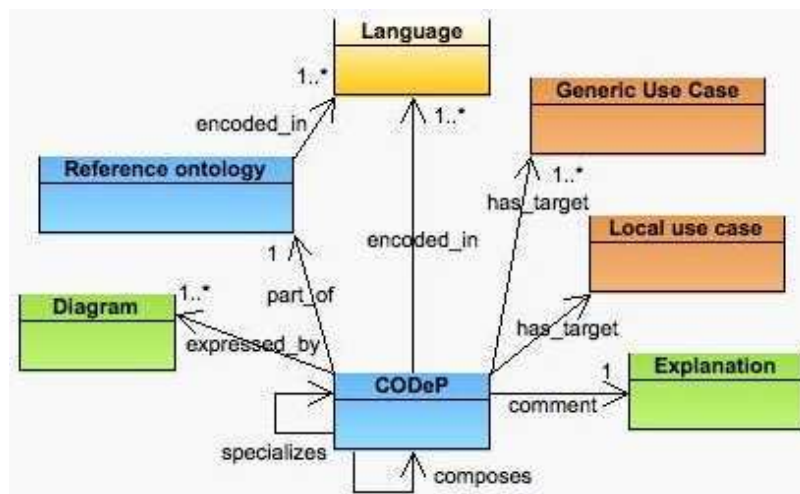 Language
1..*
1..*
Generic Use Case
encoded_in
Reference ontology
1..*
has_target
Local use case
1
encoded_in
1..*
part_of
Diagram
has_target
expressed_by
CODeP
1
Explanation
comment
specializes
composes